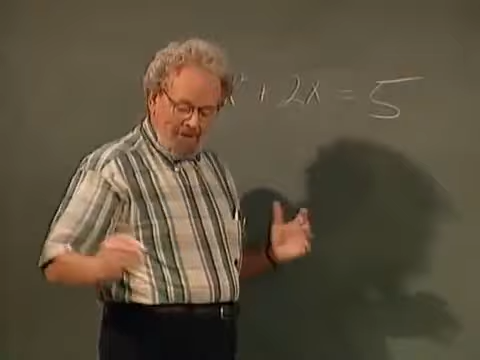 x + 2x = 5